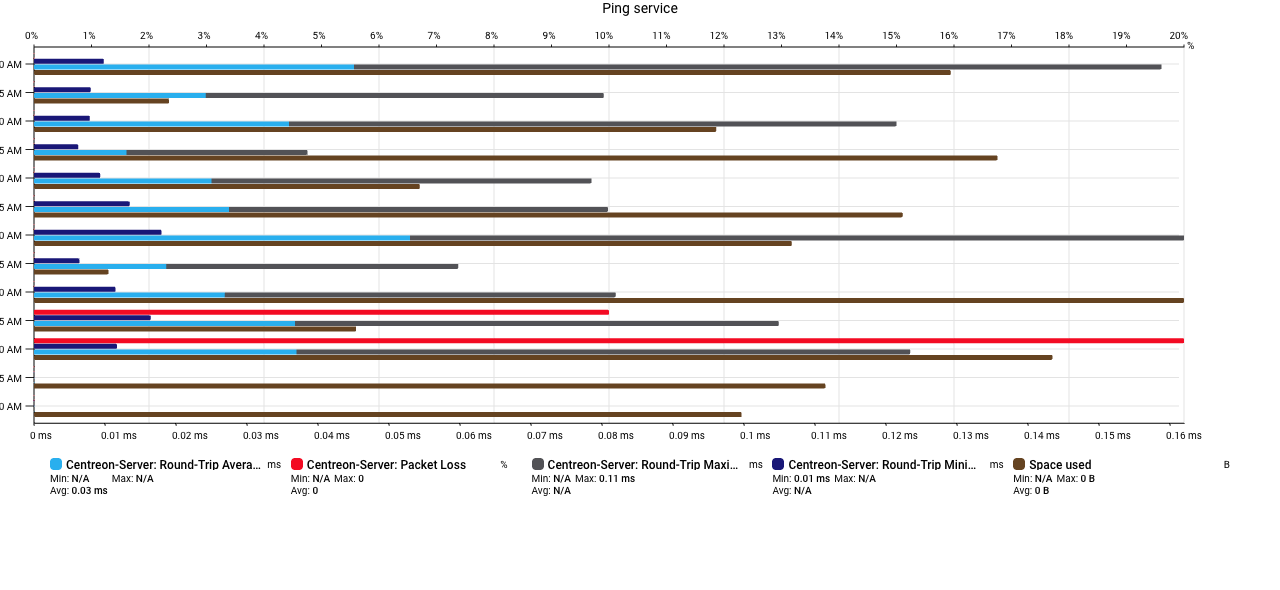 Ping service
0% 1% 2% 3% 4% 5% 6% 7% 8% 9% 10% 11% 12% 13% 14% 15% 16% 17% 18% 19% 20%
%
0 AM
5 AM
0 AM
5 AM
0 AM
5 AM
0 AM
5 AM
0 AM
5 AM
0 AM
5 AM
0 AM
0 ms 0.01 ms 0.02 ms 0.03 ms 0.04 ms 0.05 ms 0.06 ms 0.07 ms 0.08 ms 0.09 ms 0.1 ms 0.11 ms 0.12 ms 0.13 ms 0.14 ms 0.15 ms 0.16 ms
Centreon-Server: Round-Trip Avera... ms Centreon-Server: Packet Loss % Centreon-Server: Round-Trip Maxi... ms Centreon-Server: Round-Trip Mini... ms Space used B
Min: N/A Max: N/A Min: N/A Max: 0 Min: N/A Max: 0.11 ms Min: 0.01 ms Max: N/A Min: N/A Max: 0 B
Avg: 0.03 ms Avg: 0 Avg: N/A Avg: N/A Avg: 0 B